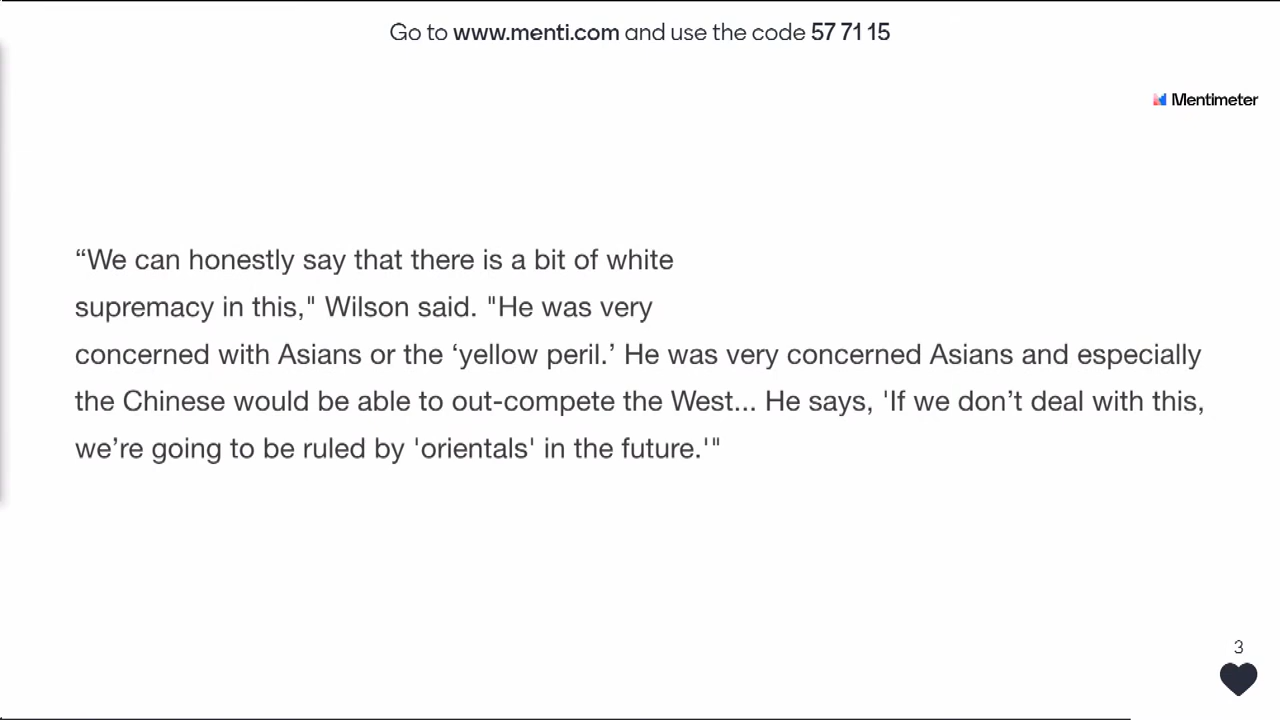 Go to www.menti.com and use the code 57 71 15
Mentimeter
“We can honestly say that there is a bit of white
supremacy in this," Wilson said. "He was very
concerned with Asians or the ‘yellow peril.’ He was very concerned Asians and especially
the Chinese would be able to out-compete the West... He says, 'If we don’t deal with this,
we’re going to be ruled by 'orientals' in the future.'"
3